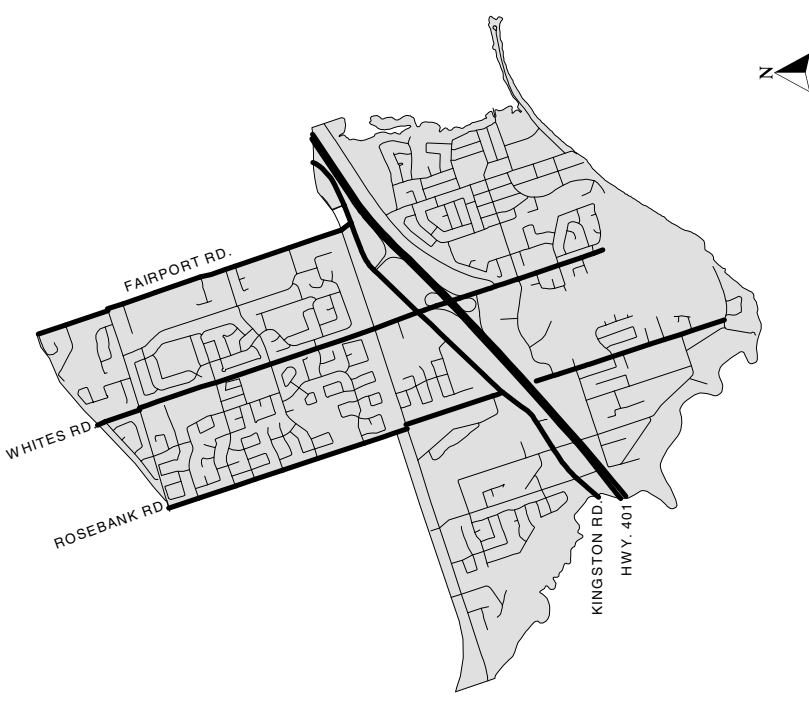 N
FAIRPORT RD.
WHITES RD.
ROSEBANK RD.
KINGSTON RD.
HWY. 401